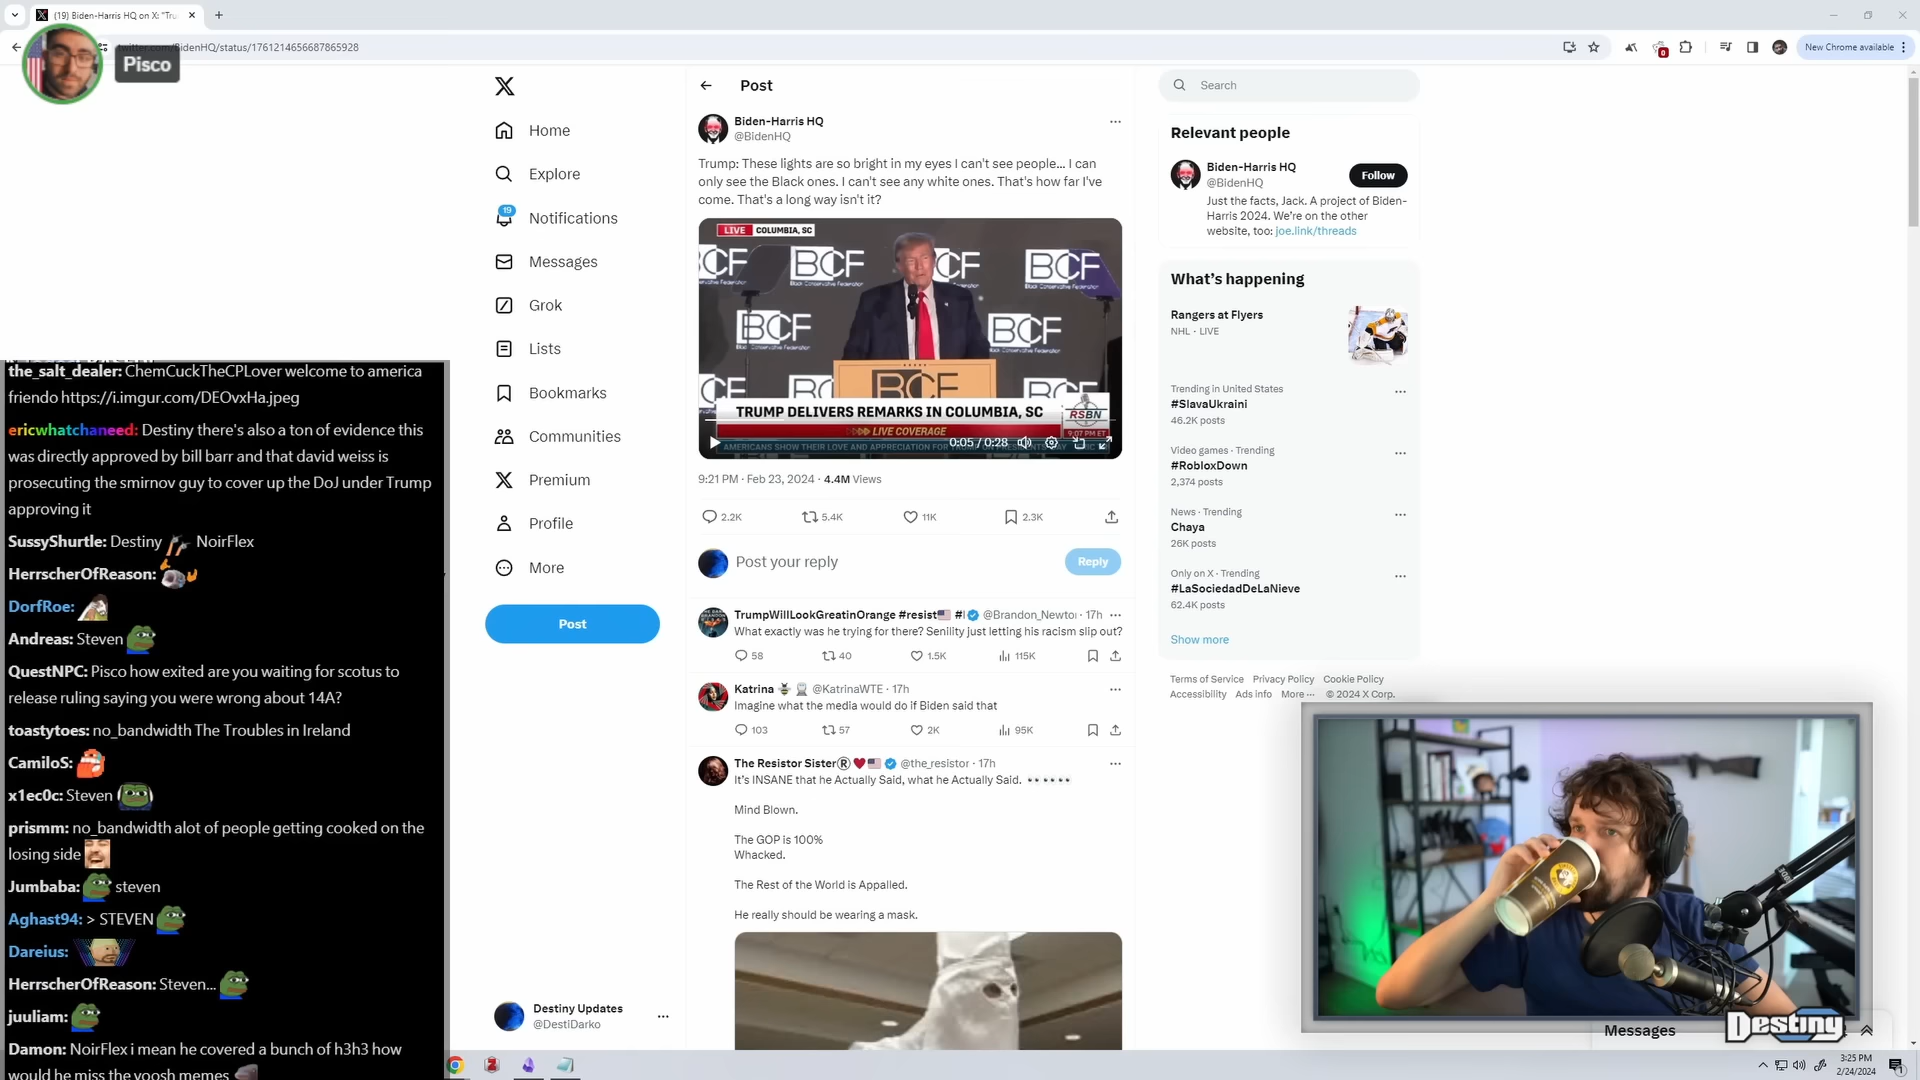 (19) Biden-Harris HQ on X: "Tru
twitter.com/BidenHQ/status/1761214656687865928
New Chrome available
Pisco
Post
Search
Home
Explore
19
Notifications
Messages
Grok
Lists
Bookmarks
Communities
Premium
Profile
More
Post
Destiny Updates
@DestiDarko
Biden-Harris HQ
@BidenHQ
Trump: These lights are so bright in my eyes I can't see people... I can
only see the Black ones. I can't see any white ones. That's how far I've
come. That's a long way isn't it?
LIVE COLUMBIA, SC
BCF
Black Conservative Federation
TRUMP DELIVERS REMARKS IN COLUMBIA, SC
LIVE COVERAGE
RSBN
9:07 PM ET
AMERICANS SHOW THEIR LOVE AND APPRECIATION FOR TRUMP ON PRESIDENTS DAY
0:05 / 0:28
9:21 PM · Feb 23, 2024 · 4.4M Views
2.2K 5.4K 11K 2.3K
Post your reply
Reply
TrumpWillLookGreatinOrange #resist #I @Brandon_Newto · 17h
What exactly was he trying for there? Senility just letting his racism slip out?
58 40 1.5K 115K
Katrina @KatrinaWTE · 17h
Imagine what the media would do if Biden said that
103 57 2K 95K
The Resistor Sister® @the_resistor · 17h
It's INSANE that he Actually Said, what he Actually Said.
Mind Blown.
The GOP is 100%
Whacked.
The Rest of the World is Appalled.
He really should be wearing a mask.
Relevant people
Biden-Harris HQ
@BidenHQ
Follow
Just the facts, Jack. A project of Biden-
Harris 2024. We're on the other
website, too: joe.link/threads
What's happening
Rangers at Flyers
NHL · LIVE
Trending in United States
#SlavaUkraini
46.2K posts
Video games · Trending
#RobloxDown
2,374 posts
News · Trending
Chaya
26K posts
Only on X · Trending
#LaSociedadDeLaNieve
62.4K posts
Show more
Terms of Service Privacy Policy Cookie Policy
Accessibility Ads info More ··· © 2024 X Corp.
the_salt_dealer: ChemCuckTheCPLover welcome to america
friendo https://i.imgur.com/DEOvxHa.jpeg
ericwhatchaneed: Destiny there's also a ton of evidence this
was directly approved by bill barr and that david weiss is
prosecuting the smirnov guy to cover up the DoJ under Trump
approving it
SussyShurtle: Destiny NoirFlex
HerrscherOfReason:
DorfRoe:
Andreas: Steven
QuestNPC: Pisco how exited are you waiting for scotus to
release ruling saying you were wrong about 14A?
toastytoes: no_bandwidth The Troubles in Ireland
CamiloS:
x1ec0c: Steven
prismm: no_bandwidth alot of people getting cooked on the
losing side
Jumbaba: steven
Aghast94: > STEVEN
Dareius:
HerrscherOfReason: Steven...
juuliam:
Damon: NoirFlex i mean he covered a bunch of h3h3 how
would he miss the voosh memes
Messages
Destiny
RØDE
3:25 PM
2/24/2024